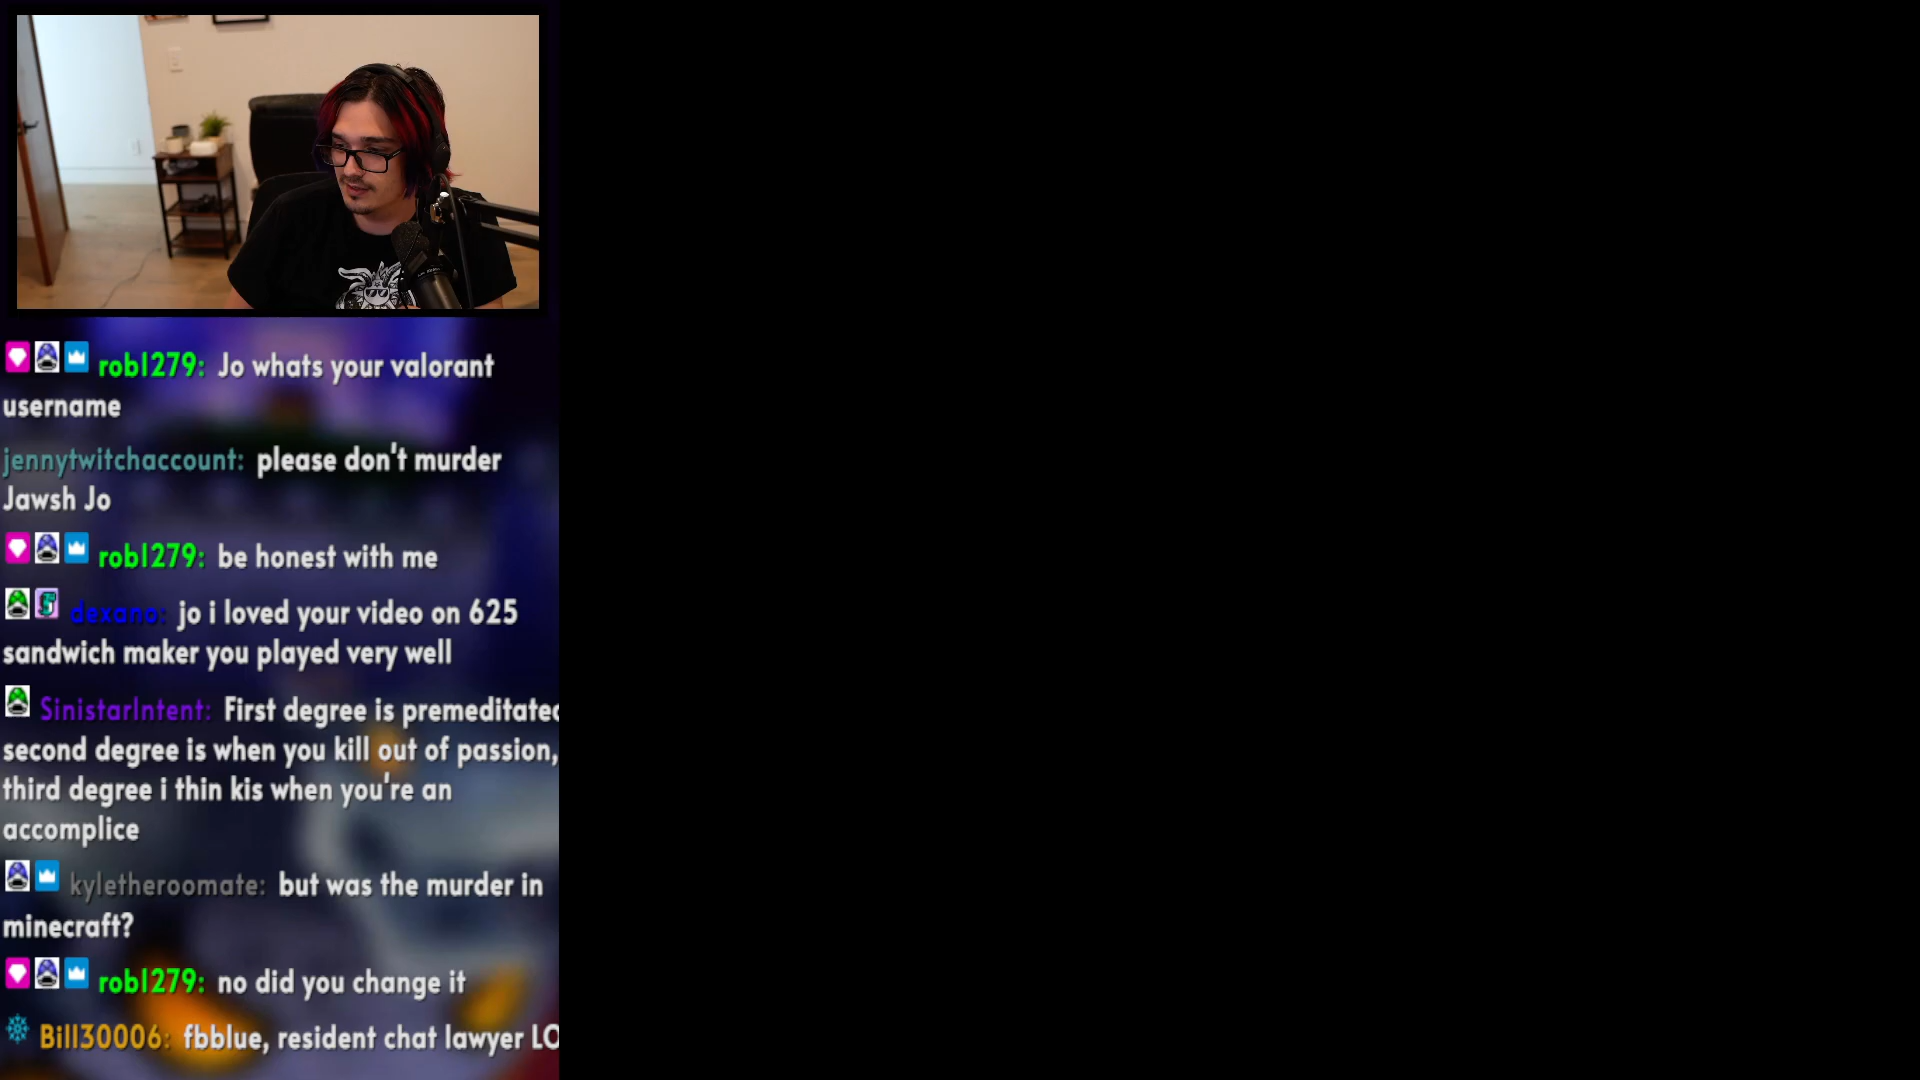 rob1279: Jo whats your valorant
username
jennytwitchaccount: please don't murder
Jawsh Jo
rob1279: be honest with me
dexano: jo i loved your video on 625
sandwich maker you played very well
SinistarIntent: First degree is premeditated
second degree is when you kill out of passion,
third degree i thin kis when you're an
accomplice
kyletheroomate: but was the murder in
minecraft?
rob1279: no did you change it
Bill30006: fbblue, resident chat lawyer LO